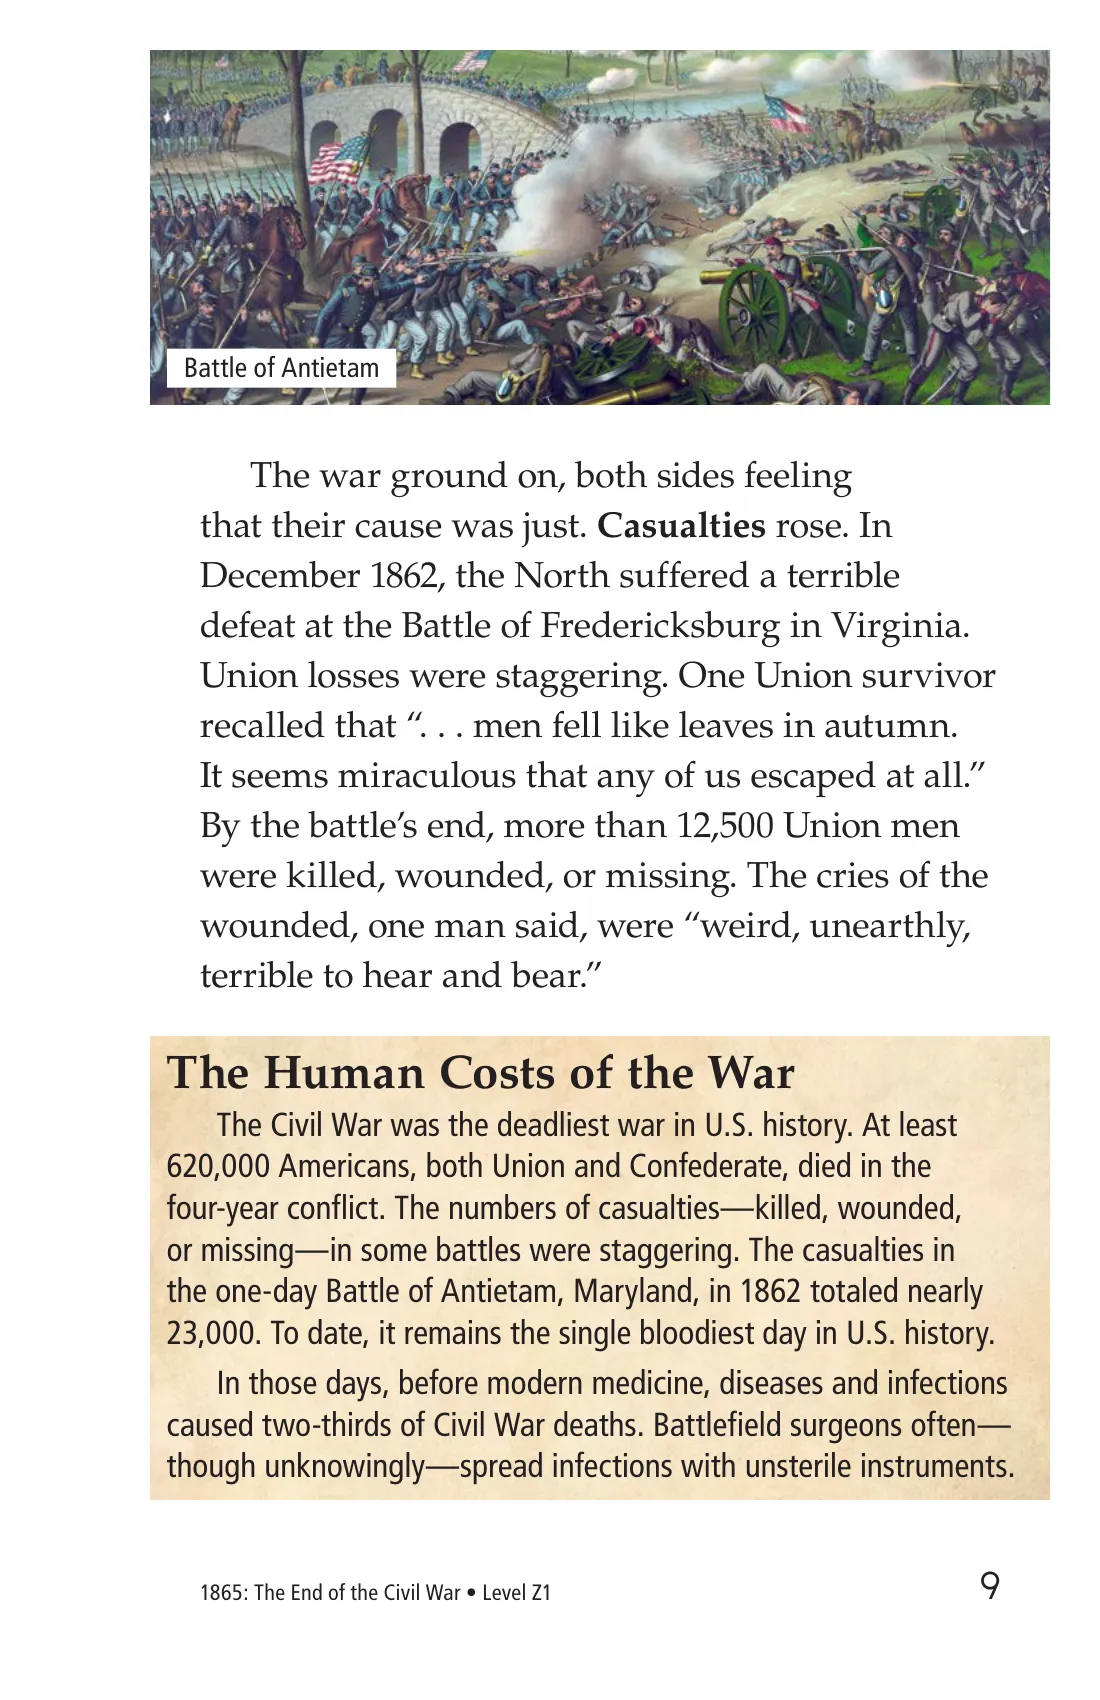 Battle of Antietam
The war ground on, both sides feeling
that their cause was just. Casualties rose. In
December 1862, the North suffered a terrible
defeat at the Battle of Fredericksburg in Virginia.
Union losses were staggering. One Union survivor
recalled that “. . . men fell like leaves in autumn.
It seems miraculous that any of us escaped at all.”
By the battle’s end, more than 12,500 Union men
were killed, wounded, or missing. The cries of the
wounded, one man said, were “weird, unearthly,
terrible to hear and bear.”
The Human Costs of the War
The Civil War was the deadliest war in U.S. history. At least
620,000 Americans, both Union and Confederate, died in the
four-year conflict. The numbers of casualties—killed, wounded,
or missing—in some battles were staggering. The casualties in
the one-day Battle of Antietam, Maryland, in 1862 totaled nearly
23,000. To date, it remains the single bloodiest day in U.S. history.
In those days, before modern medicine, diseases and infections
caused two-thirds of Civil War deaths. Battlefield surgeons often—
though unknowingly—spread infections with unsterile instruments.
1865: The End of the Civil War • Level Z1
9